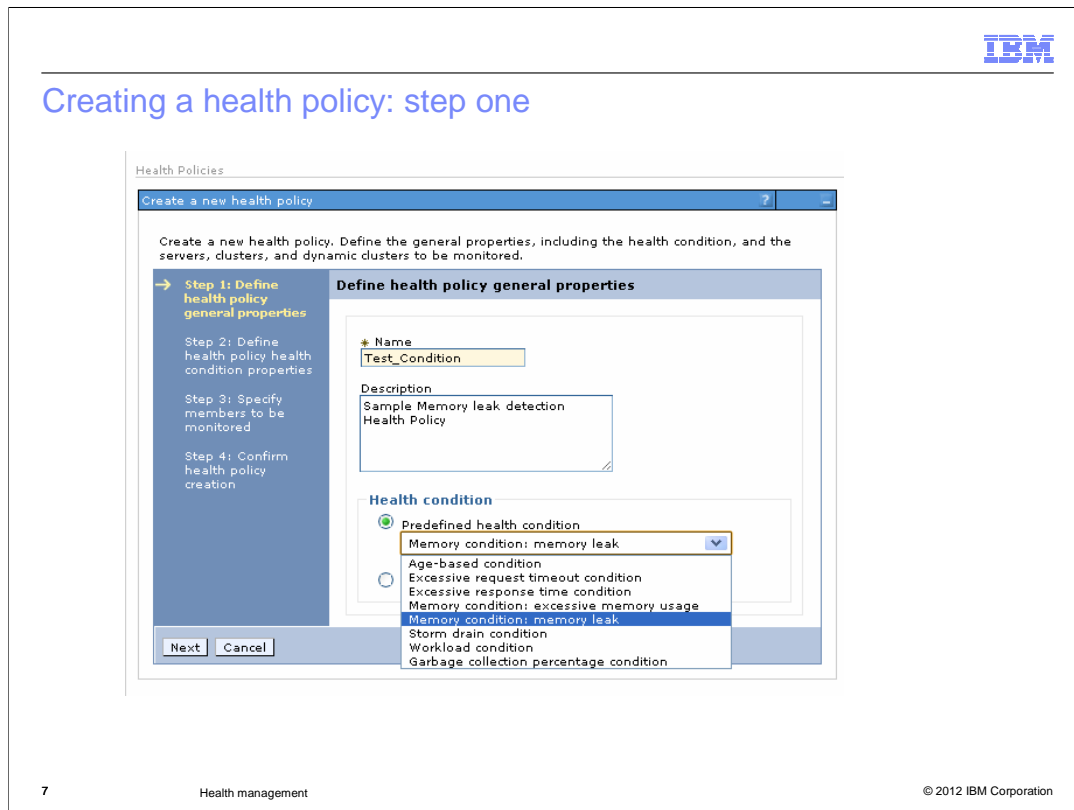 IBM
Creating a health policy: step one
Health Policies
Create a new health policy
?
Create a new health policy. Define the general properties, including the health condition, and the
servers, clusters, and dynamic clusters to be monitored.
Step 1: Define
health policy
general properties
Step 2: Define
health policy health
condition properties
Step 3: Specify
members to be
monitored
Step 4: Confirm
health policy
creation
Define health policy general properties
* Name
Test_Condition
Description
Sample Memory leak detection
Health Policy
Health condition
Predefined health condition
Memory condition: memory leak
Age-based condition
Excessive request timeout condition
Excessive response time condition
Memory condition: excessive memory usage
Memory condition: memory leak
Storm drain condition
Workload condition
Garbage collection percentage condition
Next
Cancel
7
Health management
© 2012 IBM Corporation